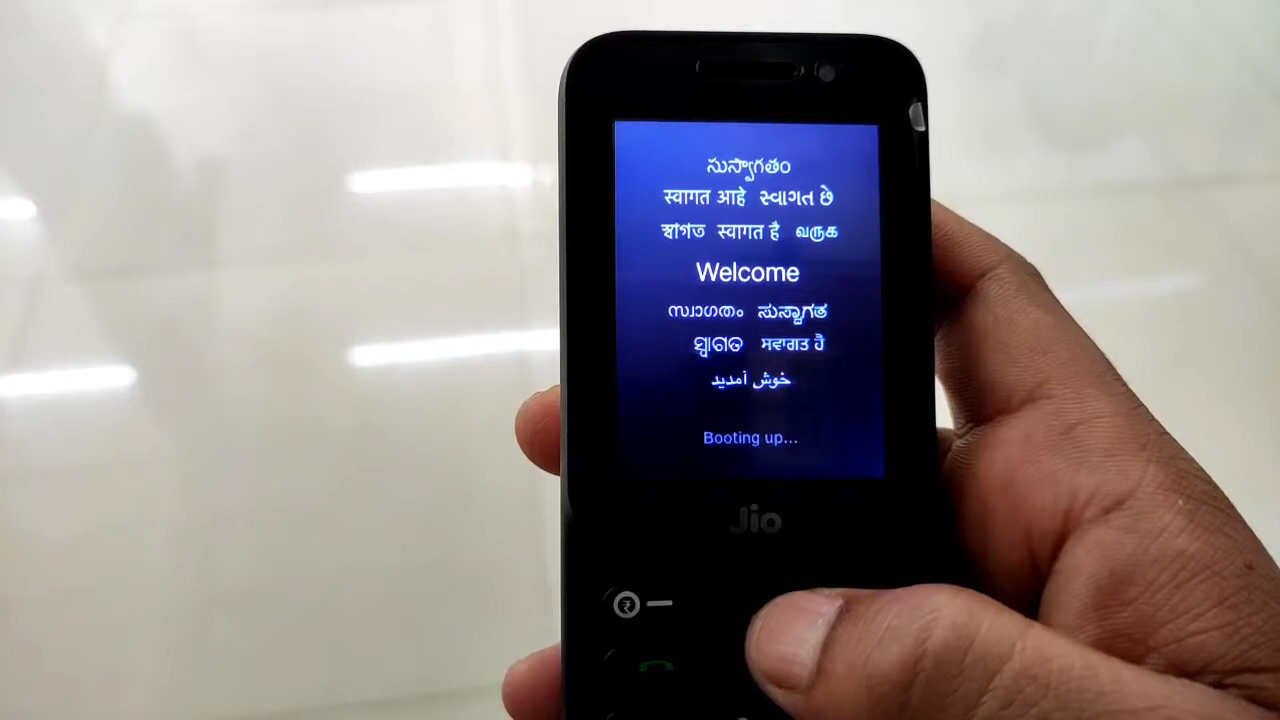 సుస్వాగతం
स्वागत आहे સ્વાગત છે
স্বাগত स्वागत है வருக
Welcome
സ്വാഗതം ಸುಸ್ವಾಗತ
ସ୍ୱାଗତ ਸਵਾਗਤ ਹੈ
خوش آمدید
Booting up...
Jio
₹